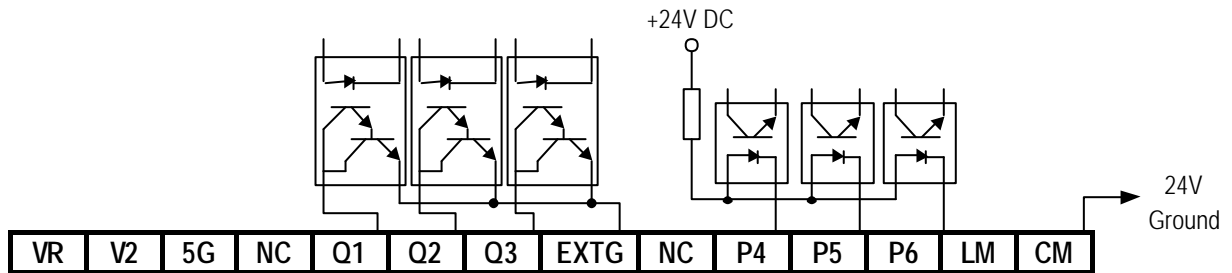 +24V DC
24V
Ground
VR V2 5G NC Q1 Q2 Q3 EXTG NC P4 P5 P6 LM CM